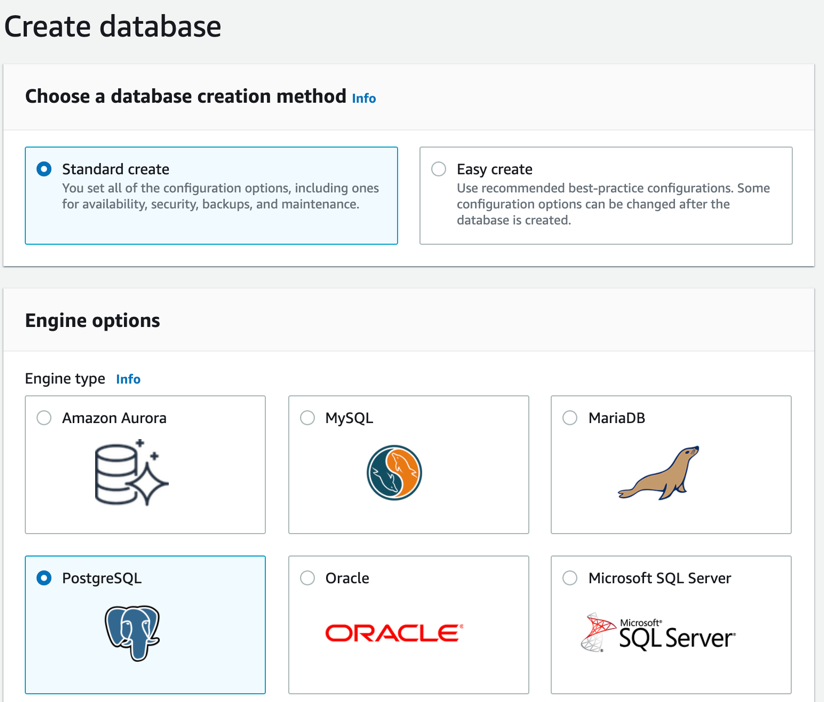 Create database
Choose a database creation method Info
Standard create
You set all of the configuration options, including ones
for availability, security, backups, and maintenance.
Easy create
Use recommended best-practice configurations. Some
configuration options can be changed after the
database is created.
Engine options
Engine type Info
Amazon Aurora
MySQL
MariaDB
PostgreSQL
Oracle
ORACLE®
Microsoft SQL Server
Microsoft®
SQL Server®